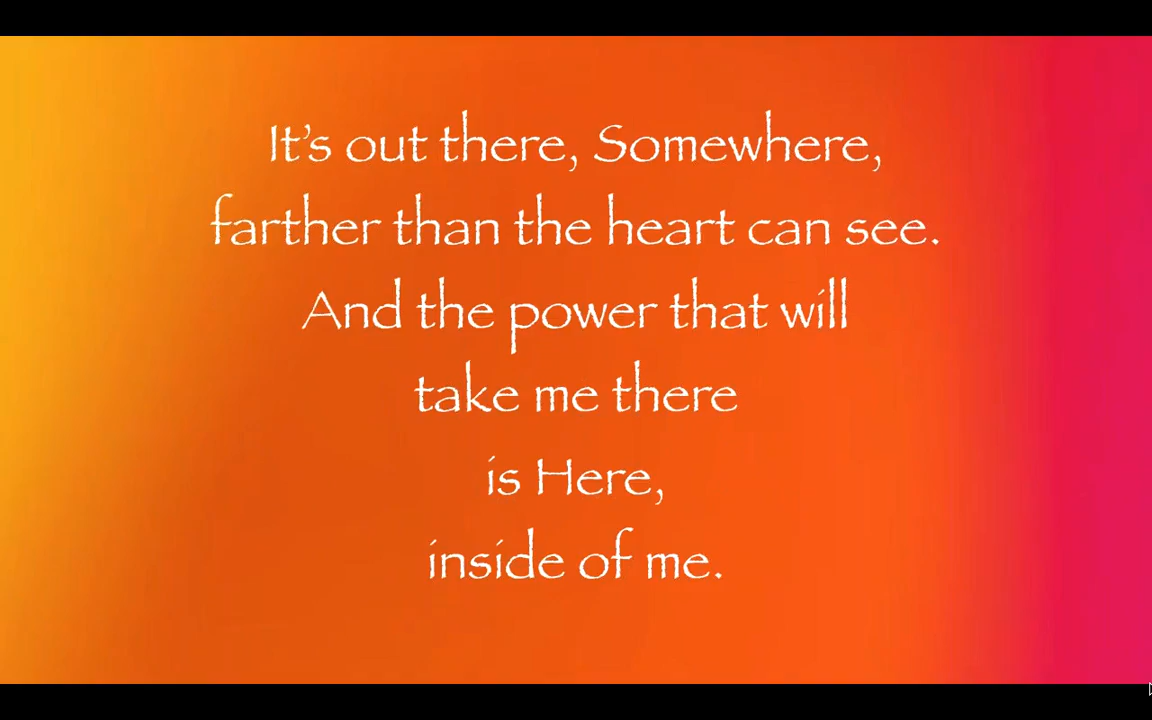 It’s out there, Somewhere,
farther than the heart can see.
And the power that will
take me there
is Here,
inside of me.